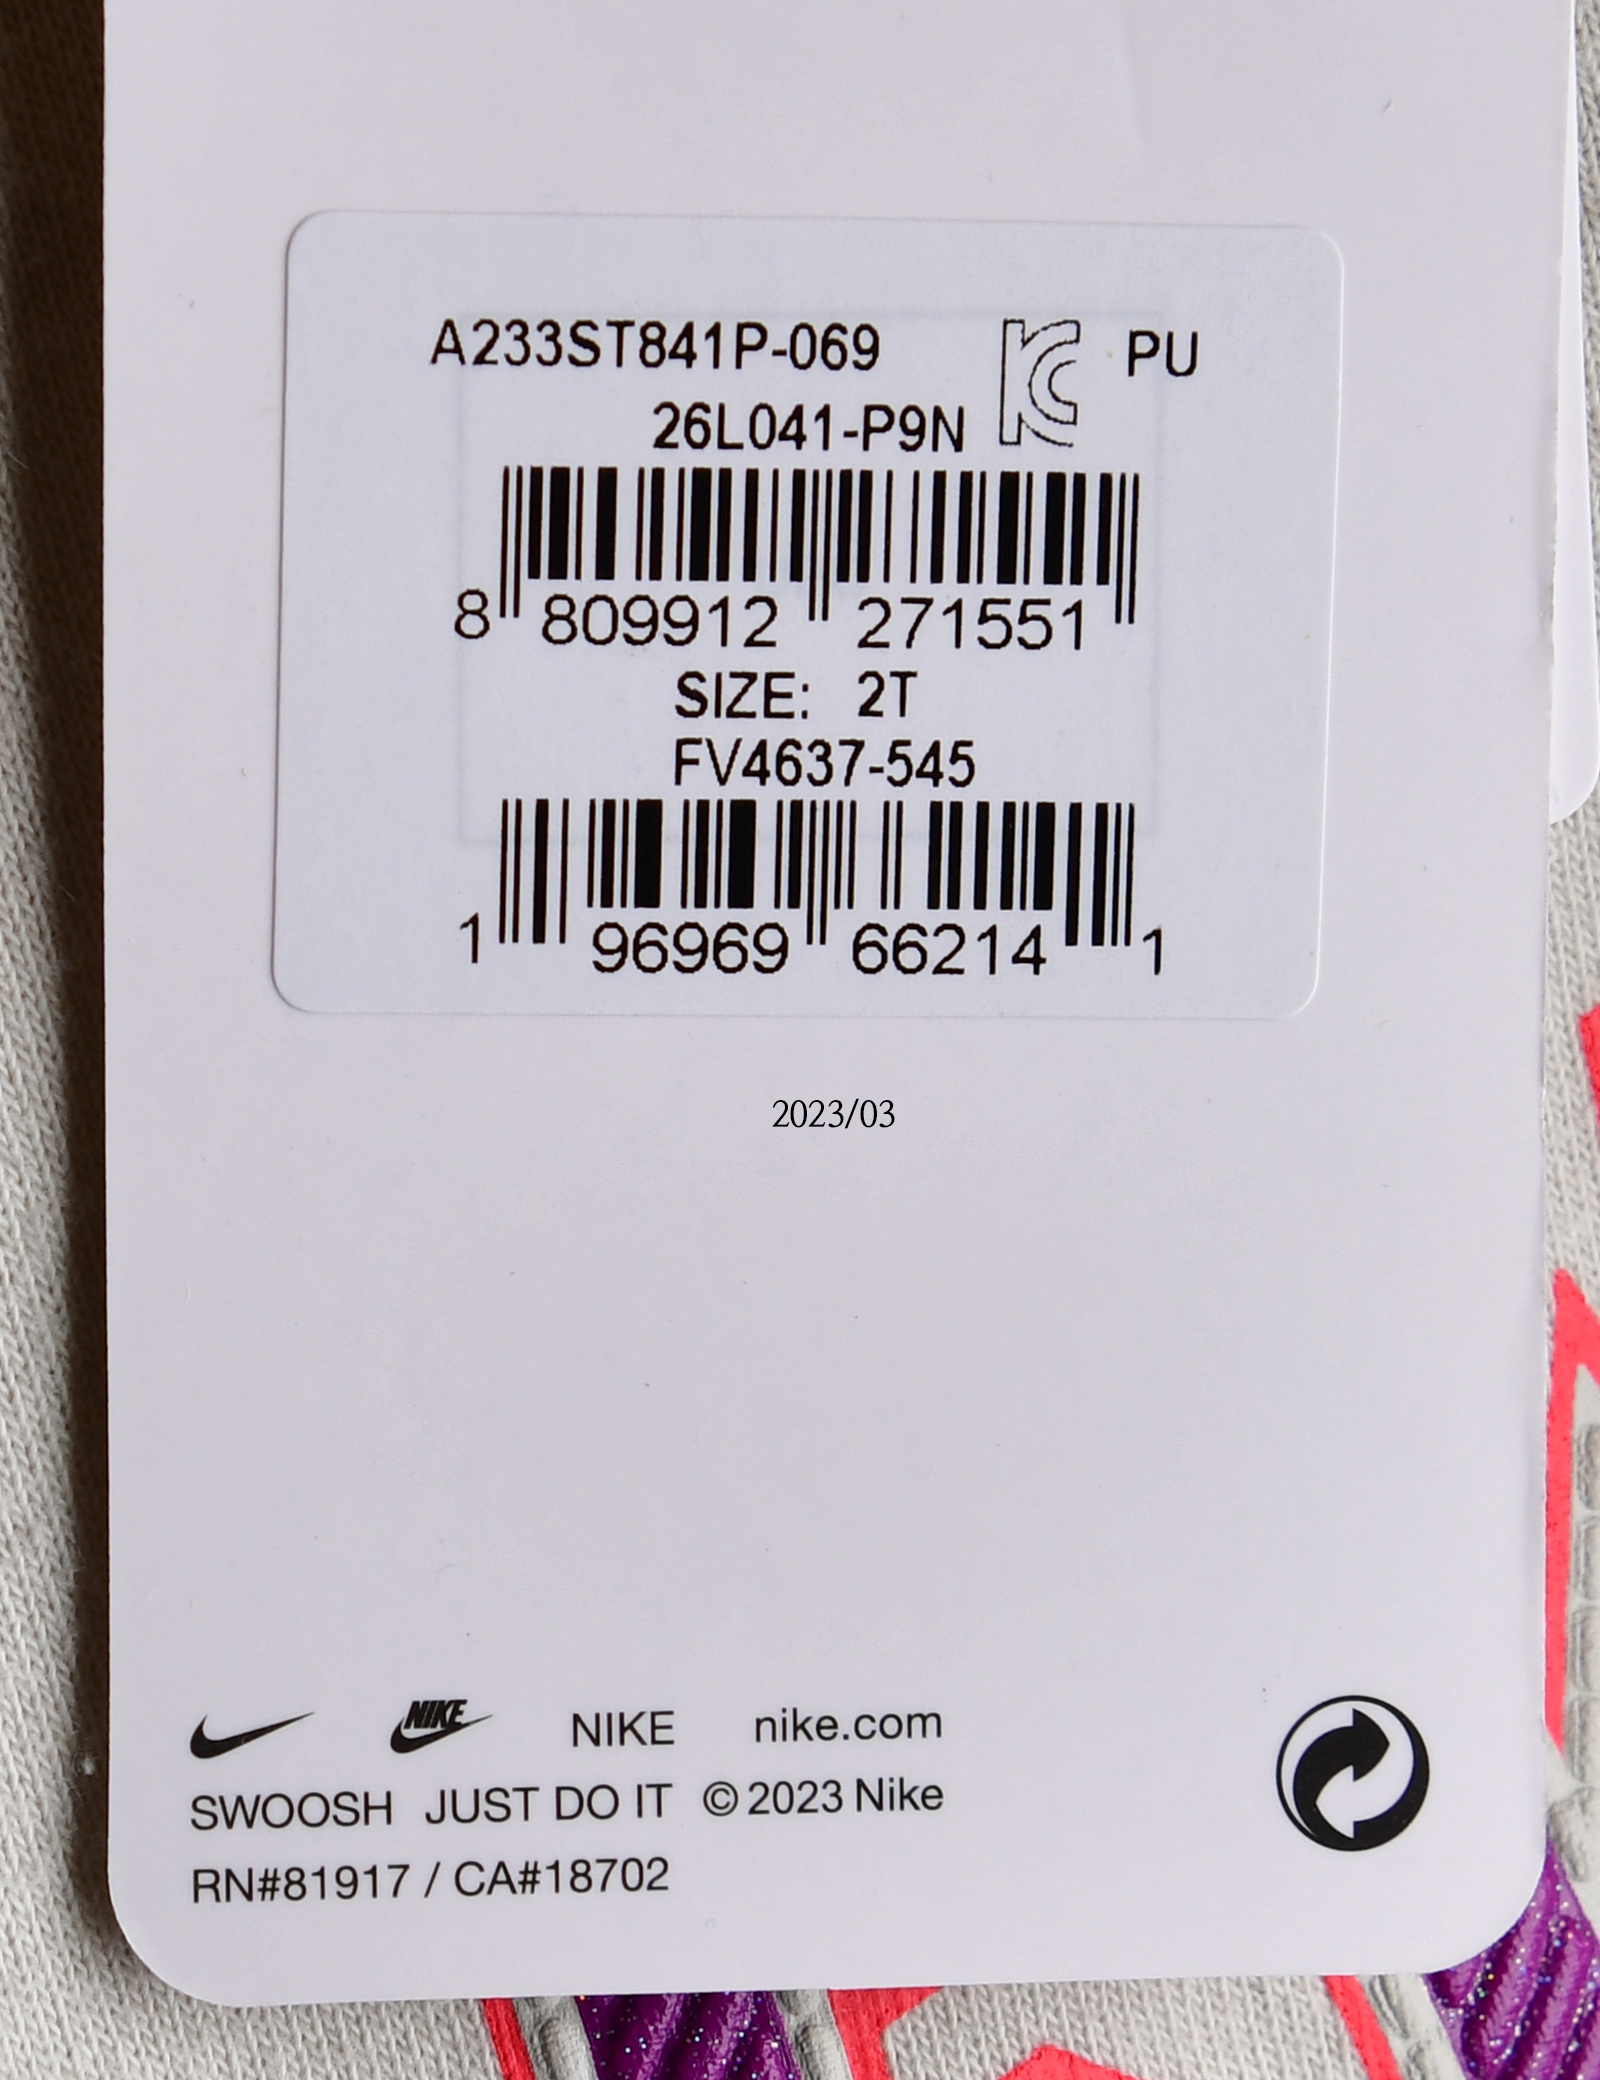 A233ST841P-069 PU
26L041-P9N
8 809912 271551
SIZE: 2T
FV4637-545
1 96969 66214 1
2023/03
NIKE NIKE nike.com
SWOOSH JUST DO IT © 2023 Nike
RN#81917 / CA#18702